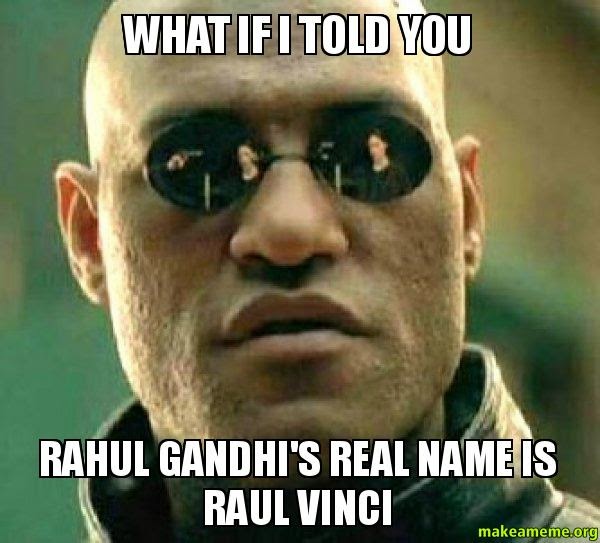 WHAT IF I TOLD YOU
RAHUL GANDHI'S REAL NAME IS
RAUL VINCI
makeameme.org